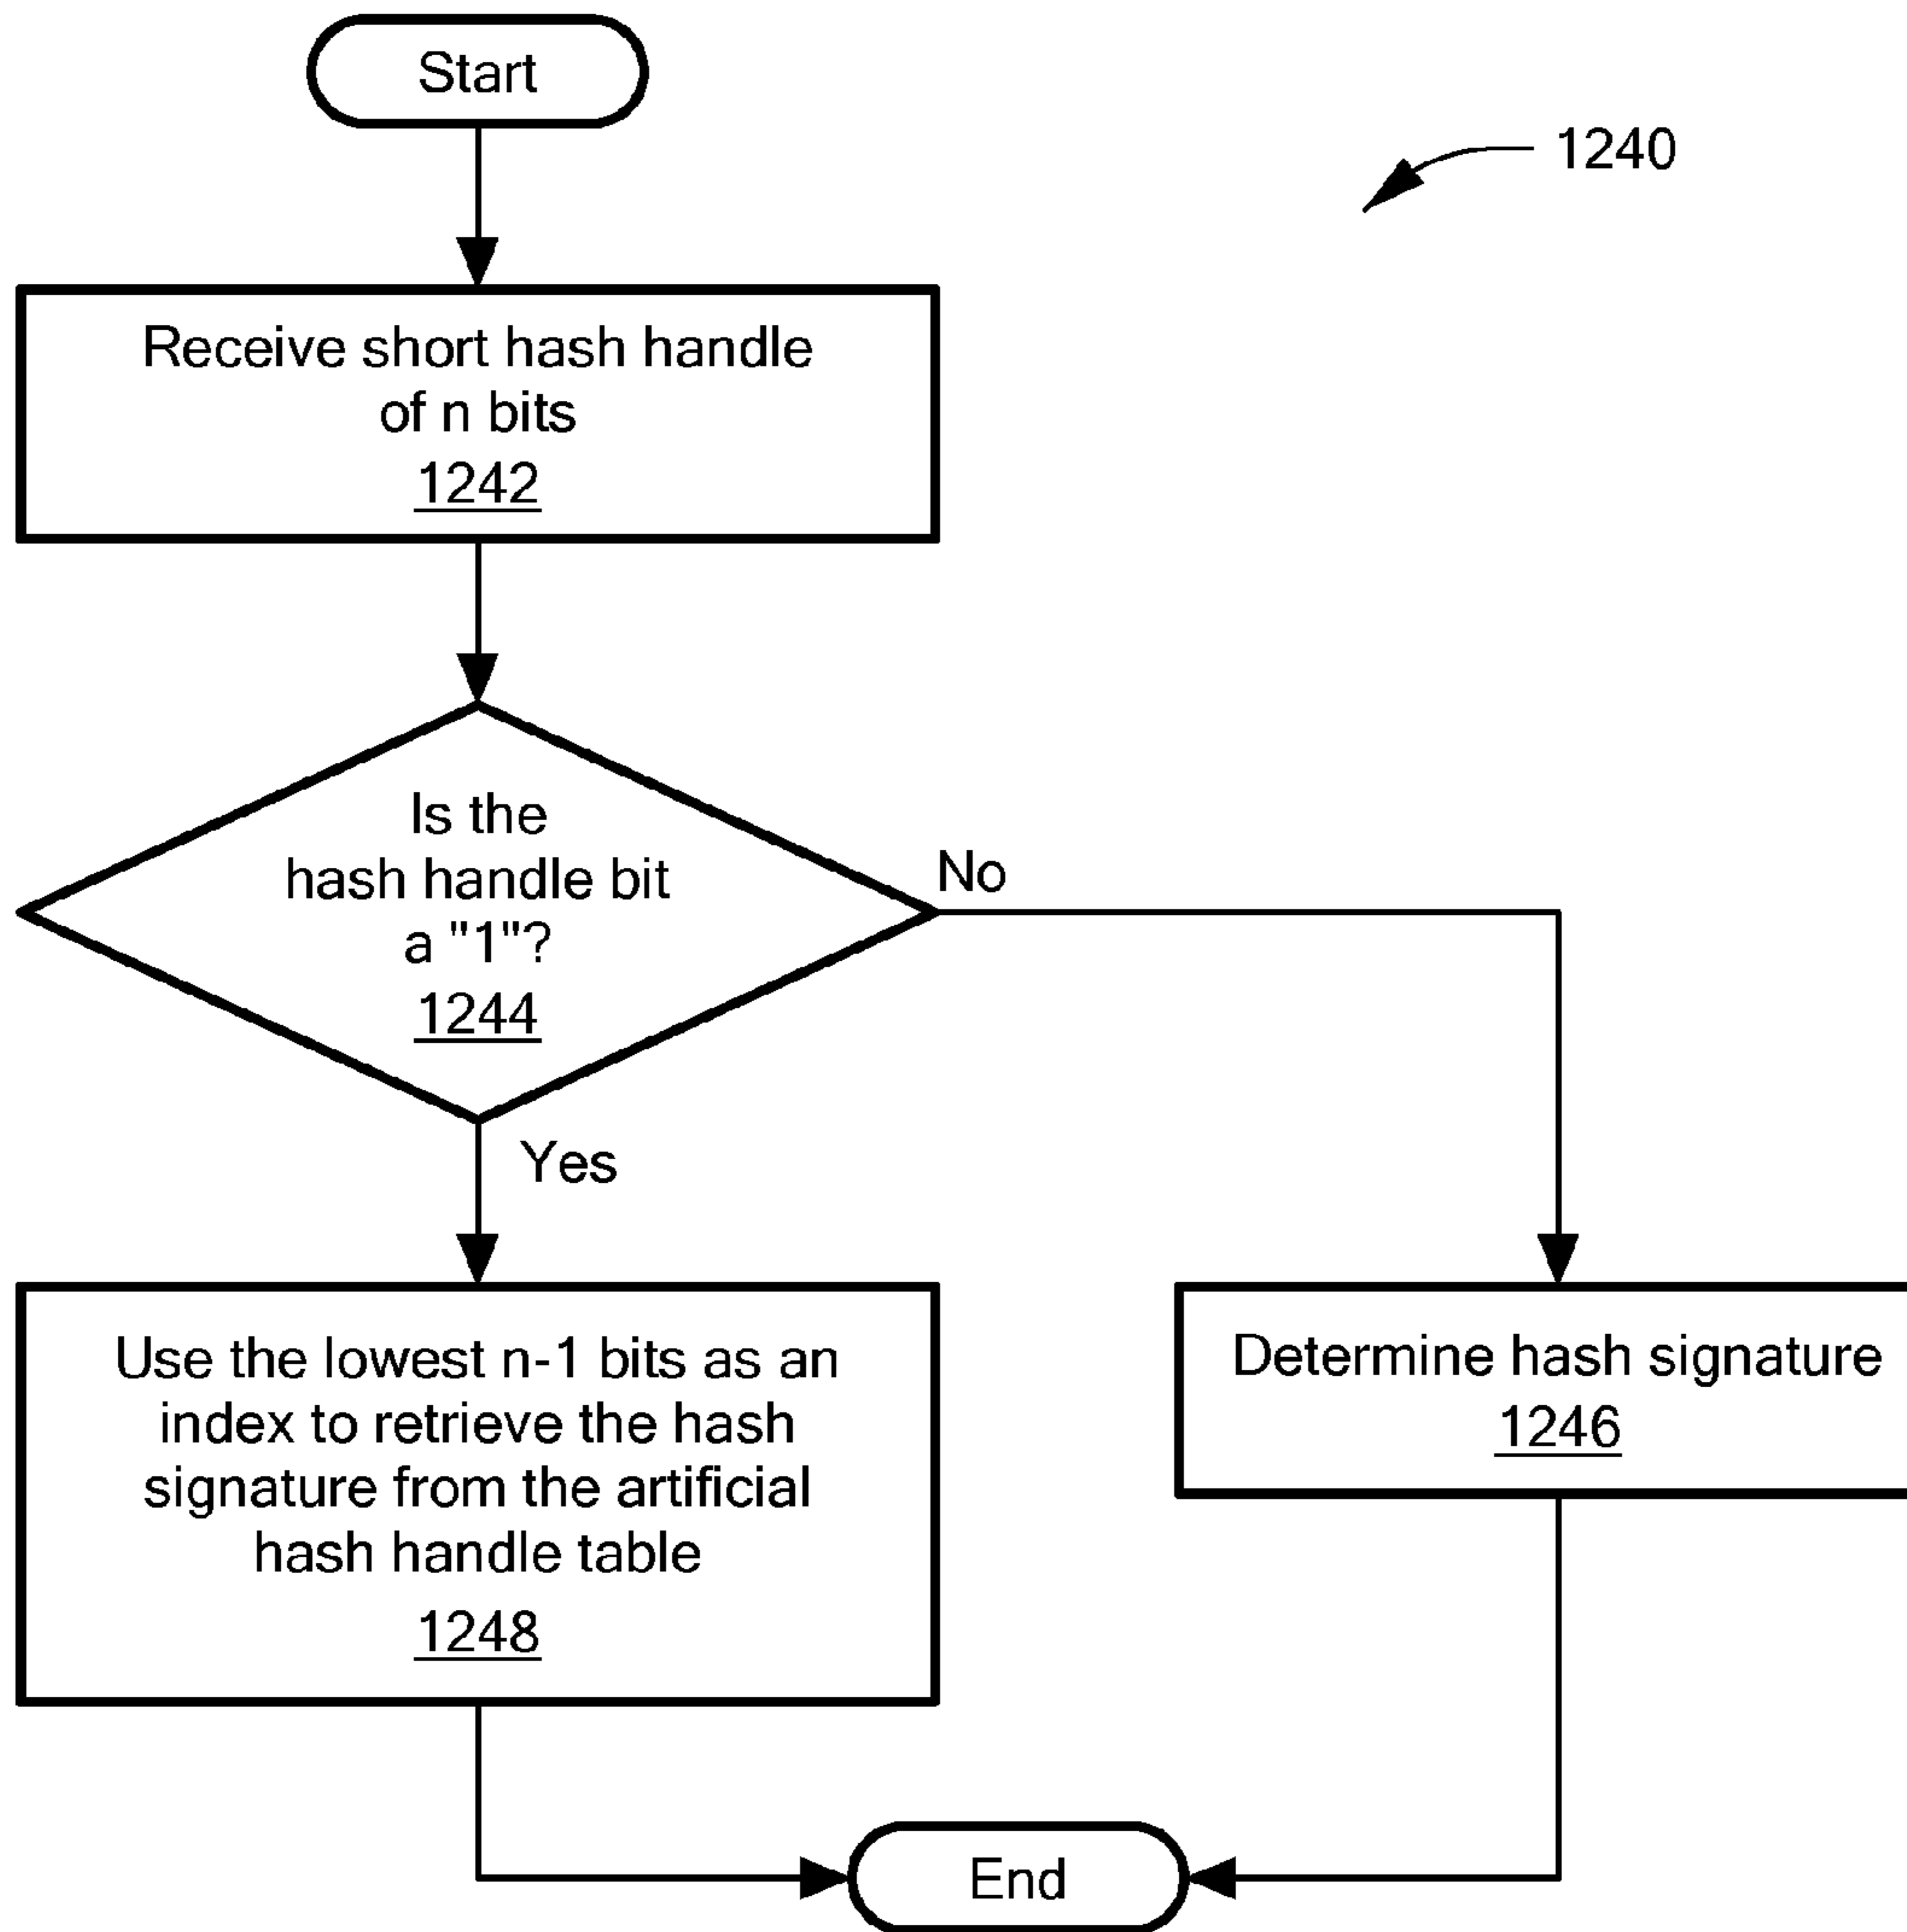 Start
1240
Receive short hash handle
of n bits
1242
Is the
hash handle bit
a "1"?
1244
No
Yes
Use the lowest n-1 bits as an
index to retrieve the hash
signature from the artificial
hash handle table
1248
Determine hash signature
1246
End